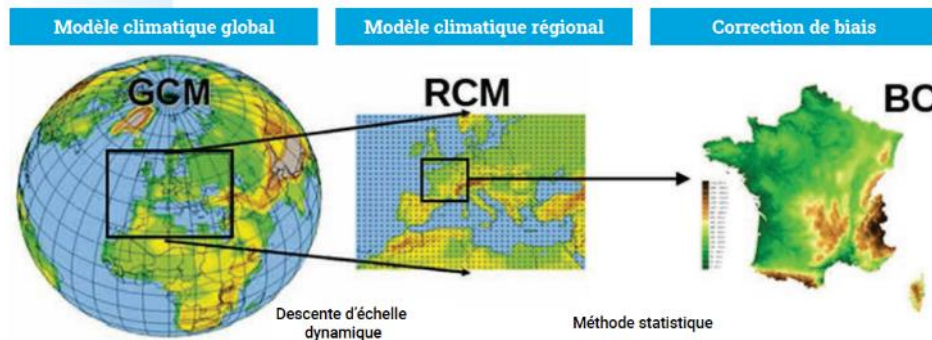 Modèle climatique global
Modèle climatique régional
Correction de biais
GCM
RCM
BC
Descente d'échelle
dynamique
Méthode statistique